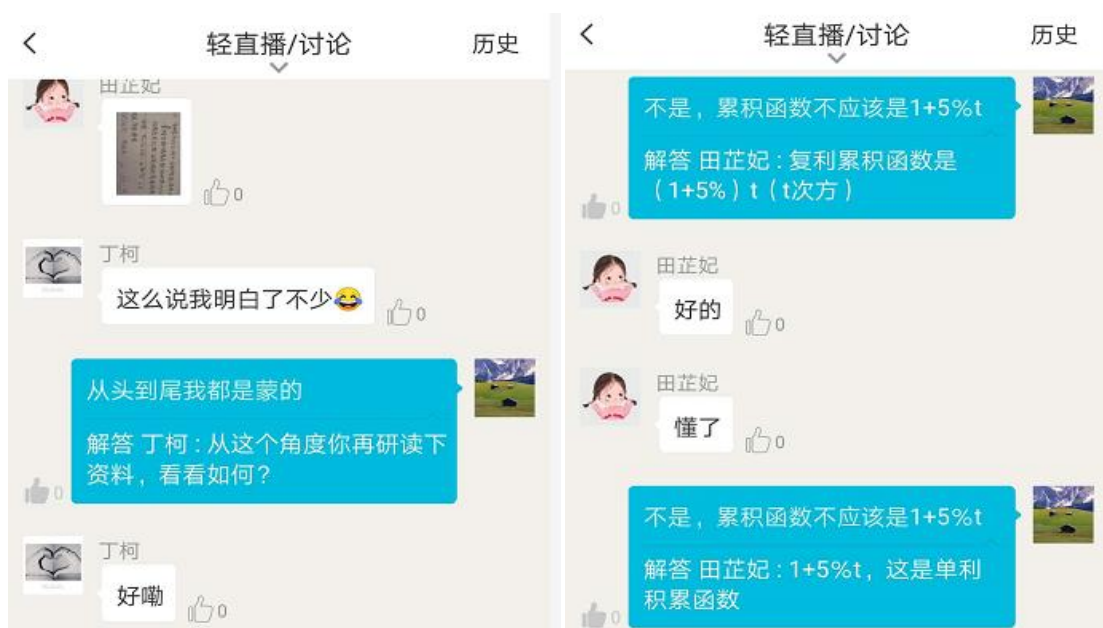 轻直播/讨论
历史
田芷妃
0
丁柯
这么说我明白了不少😂
0
从头到尾我都是蒙的
解答 丁柯：从这个角度你再研读下
资料，看看如何？
0
丁柯
好嘞
0
轻直播/讨论
历史
不是，累积函数不应该是1+5%t
解答 田芷妃：复利累积函数是
（1+5%）t（t次方）
0
田芷妃
好的
0
田芷妃
懂了
0
不是，累积函数不应该是1+5%t
解答 田芷妃：1+5%t，这是单利
积累函数
0